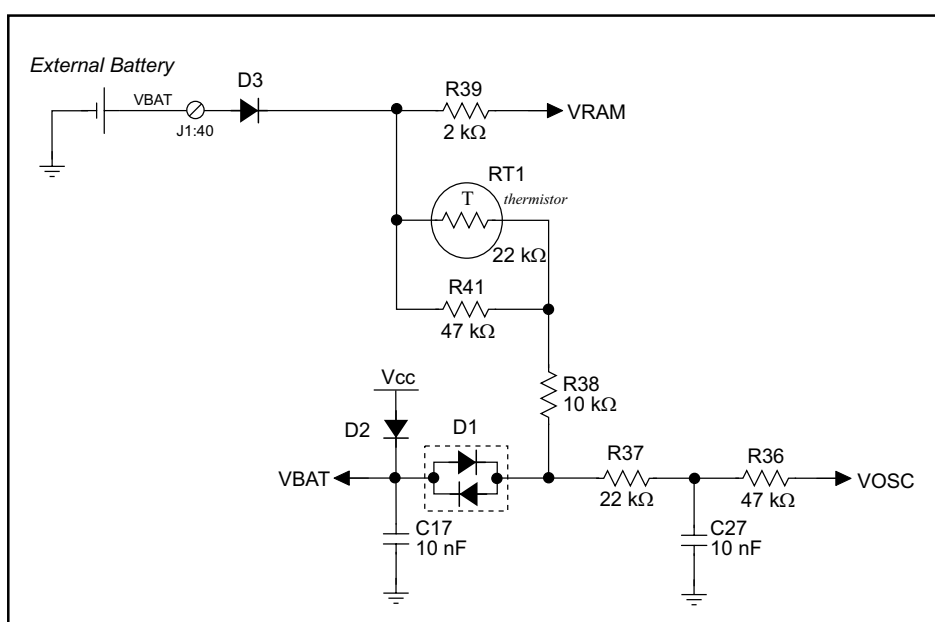 External Battery
D3
VBAT
J1:40
R39
2 kΩ
VRAM
RT1
T
thermistor
22 kΩ
R41
47 kΩ
R38
10 kΩ
Vcc
D2
D1
VBAT
R37
22 kΩ
R36
47 kΩ
VOSC
C17
10 nF
C27
10 nF